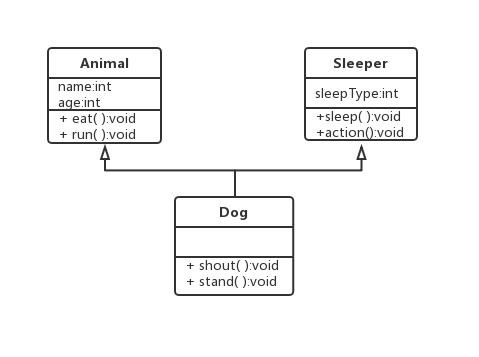 Animal
name:int
age:int
+ eat( ):void
+ run( ):void
Sleeper
sleepType:int
+sleep( ):void
+action():void
Dog
+ shout( ):void
+ stand( ):void